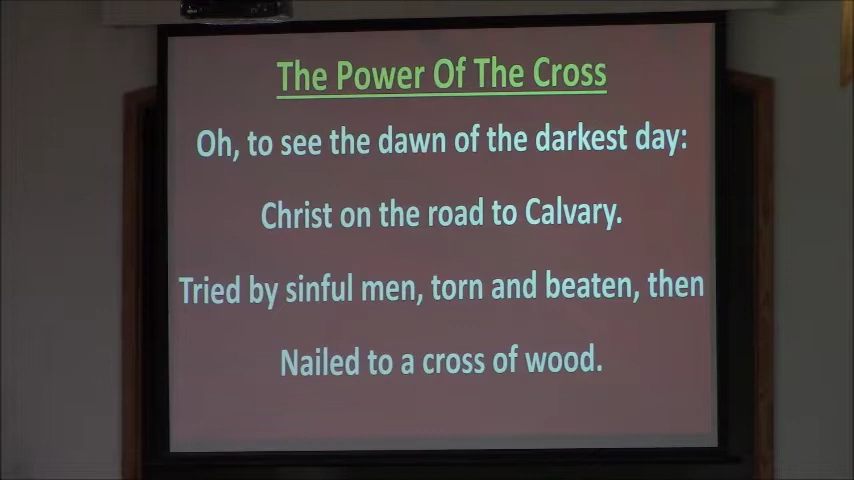 The Power Of The Cross
Oh, to see the dawn of the darkest day:
Christ on the road to Calvary.
Tried by sinful men, torn and beaten, then
Nailed to a cross of wood.